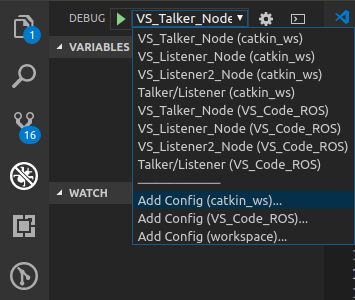 DEBUG VS_Talker_Node
VARIABLES
VS_Talker_Node (catkin_ws)
VS_Listener_Node (catkin_ws)
VS_Listener2_Node (catkin_ws)
Talker/Listener (catkin_ws)
VS_Talker_Node (VS_Code_ROS)
VS_Listener_Node (VS_Code_ROS)
VS_Listener2_Node (VS_Code_ROS)
Talker/Listener (VS_Code_ROS)
WATCH
Add Config (catkin_ws)...
Add Config (VS_Code_ROS)...
Add Config (workspace)...
1
16